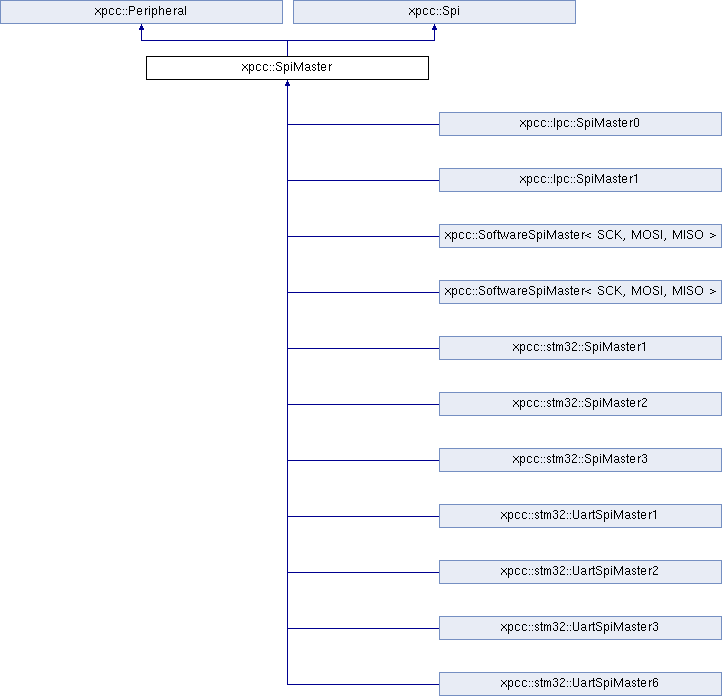 xpcc::Peripheral
xpcc::Spi
xpcc::SpiMaster
xpcc::lpc::SpiMaster0
xpcc::lpc::SpiMaster1
xpcc::SoftwareSpiMaster< SCK, MOSI, MISO >
xpcc::SoftwareSpiMaster< SCK, MOSI, MISO >
xpcc::stm32::SpiMaster1
xpcc::stm32::SpiMaster2
xpcc::stm32::SpiMaster3
xpcc::stm32::UartSpiMaster1
xpcc::stm32::UartSpiMaster2
xpcc::stm32::UartSpiMaster3
xpcc::stm32::UartSpiMaster6